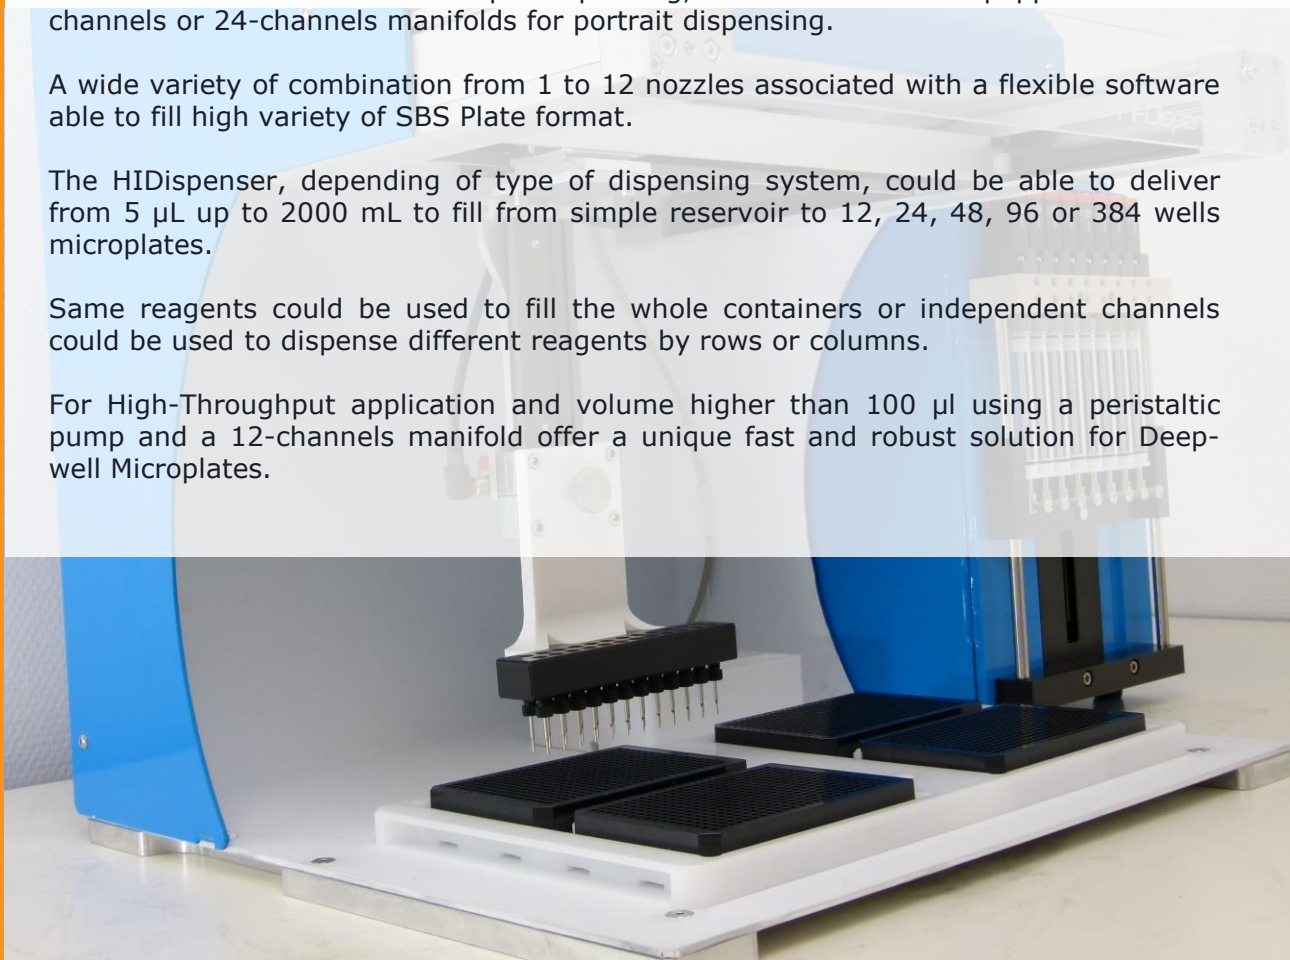 channels or 24-channels manifolds for portrait dispensing.
A wide variety of combination from 1 to 12 nozzles associated with a flexible software
able to fill high variety of SBS Plate format.
The HIDispenser, depending of type of dispensing system, could be able to deliver
from 5 µL up to 2000 mL to fill from simple reservoir to 12, 24, 48, 96 or 384 wells
microplates.
Same reagents could be used to fill the whole containers or independent channels
could be used to dispense different reagents by rows or columns.
For High-Throughput application and volume higher than 100 µl using a peristaltic
pump and a 12-channels manifold offer a unique fast and robust solution for Deep-
well Microplates.